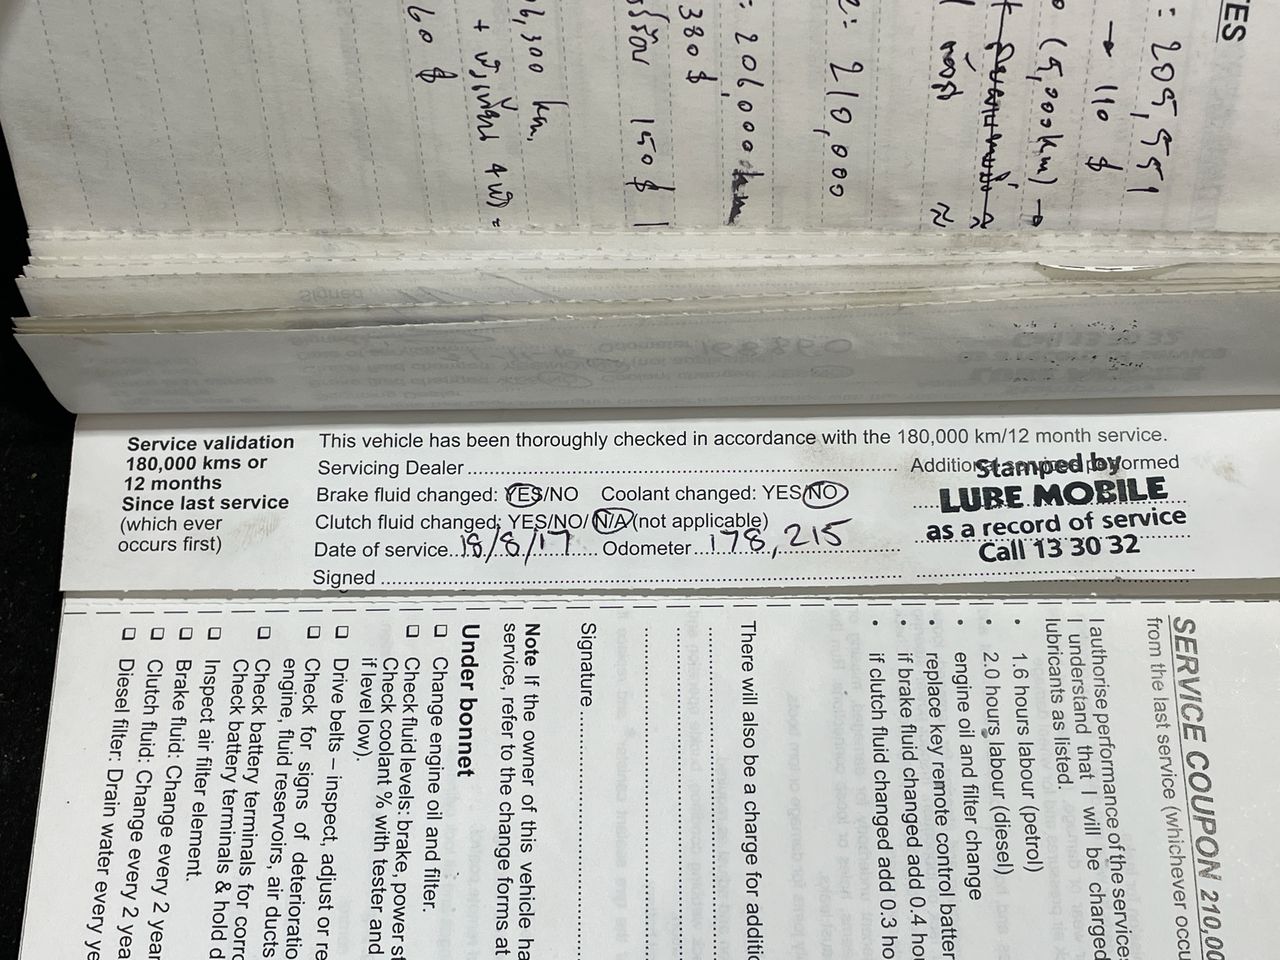 TES
: 205,551
→ 110 $
(5,000km) →
≈
: 210,000
: 206,000 km
380 $
150 $
6,300 km,
+
60 $
Service validation
180,000 kms or
12 months
Since last service
(which ever
occurs first)
This vehicle has been thoroughly checked in accordance with the 180,000 km/12 month service.
Servicing Dealer
Additional services performed
Brake fluid changed: YES/NO Coolant changed: YES/NO
Clutch fluid changed: YES/NO/N/A (not applicable)
Date of service 18/8/17 Odometer 178,215
Signed
Stamped by
LUBE MOBILE
as a record of service
Call 13 30 32
SERVICE COUPON 210,00
from the last service (whichever occu
I authorise performance of the service
I understand that I will be charged
lubricants as listed.
• 1.6 hours labour (petrol)
• 2.0 hours labour (diesel)
• engine oil and filter change
• replace key remote control batter
• if brake fluid changed add 0.4 hou
• if clutch fluid changed add 0.3 ho
There will also be a charge for additio
Signature
Note If the owner of this vehicle ha
service, refer to the change forms at
Under bonnet
☐ Change engine oil and filter.
☐ Check fluid levels: brake, power st
Check coolant % with tester and
if level low).
☐ Drive belts – inspect, adjust or re
☐ Check for signs of deterioratio
engine, fluid reservoirs, air ducts
☐ Check battery terminals for corro
Check battery terminals & hold d
☐ Inspect air filter element.
☐ Brake fluid: Change every 2 year
☐ Clutch fluid: Change every 2 yea
☐ Diesel filter: Drain water every ye